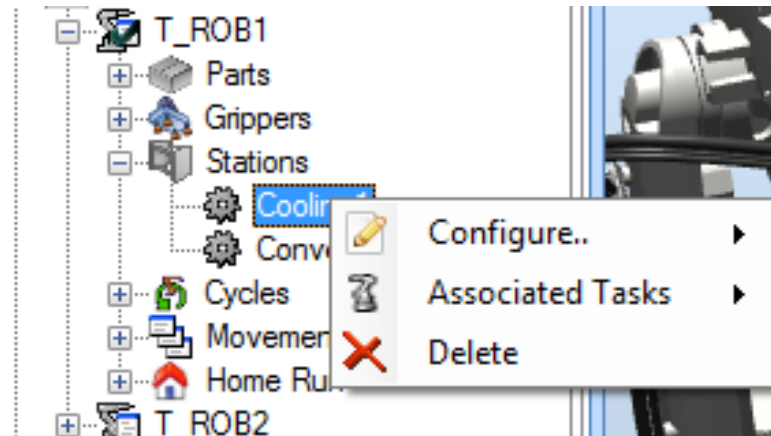 T_ROB1
Parts
Grippers
Stations
Configure..
Associated Tasks
Cycles
Delete
T_ROB2